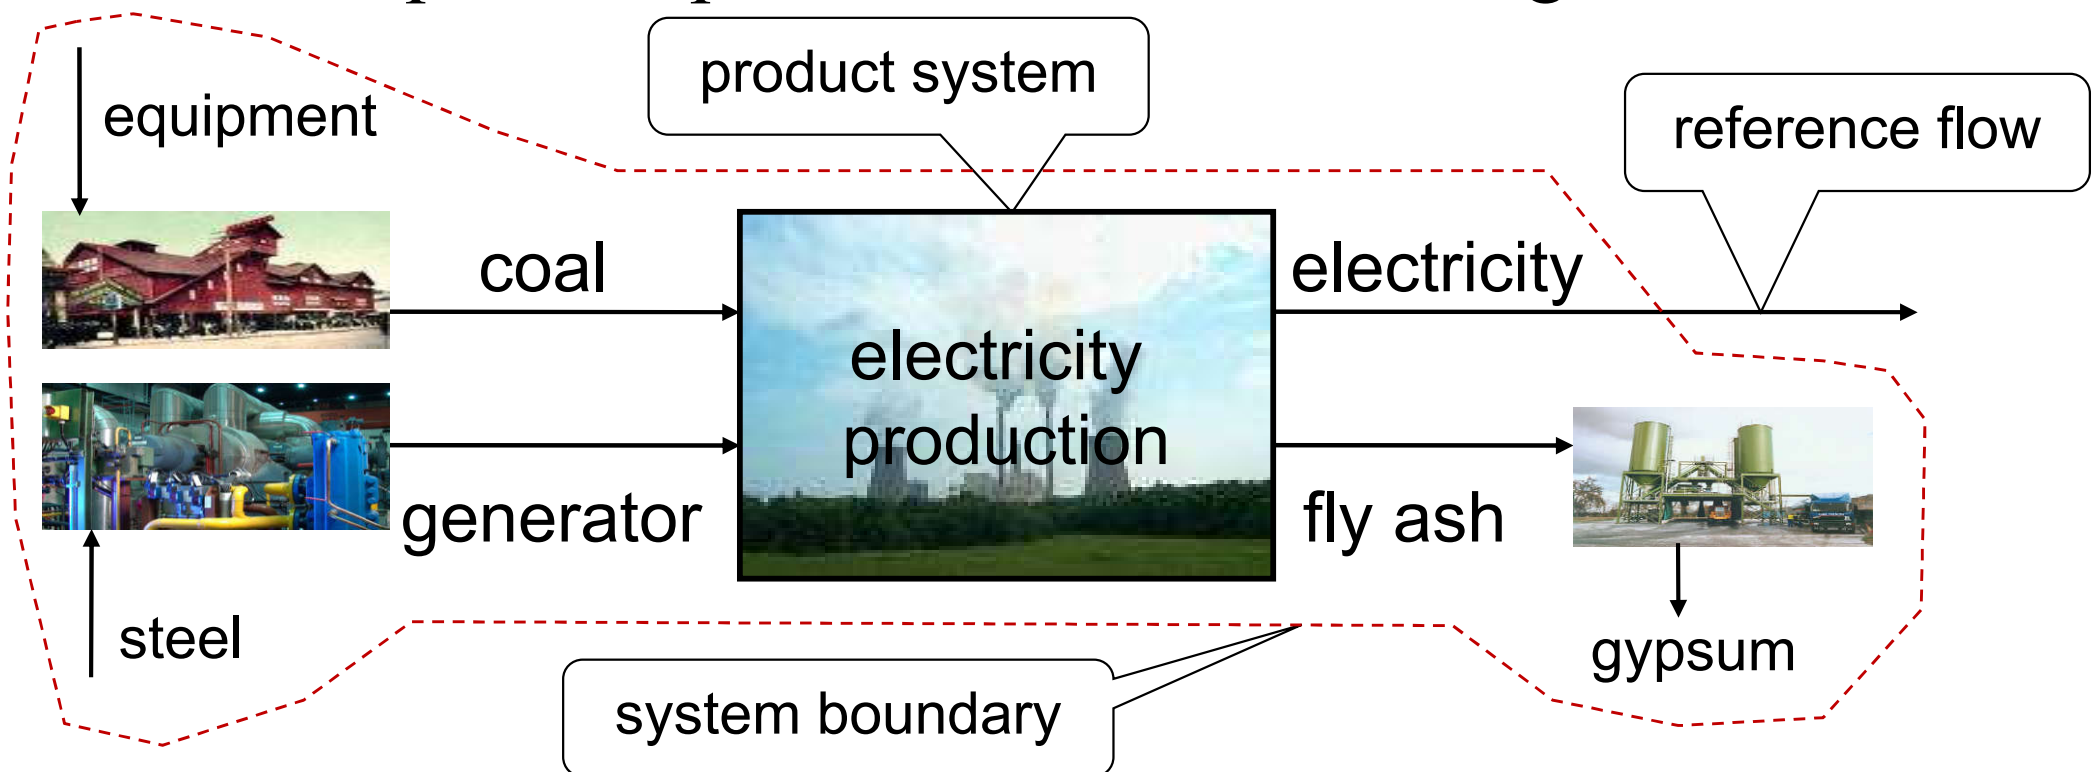 product system
equipment
reference flow
coal
electricity
electricity
production
generator
fly ash
steel
gypsum
system boundary